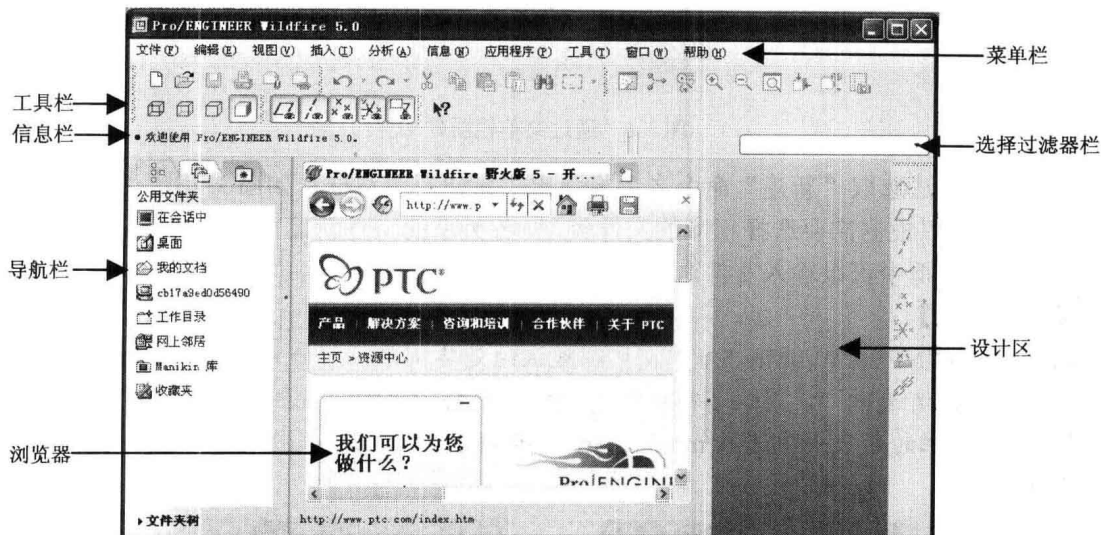 Pro/ENGINEER Wildfire 5.0
文件(F) 编辑(E) 视图(V) 插入(I) 分析(A) 信息(N) 应用程序(P) 工具(T) 窗口(W) 帮助(H)
菜单栏
工具栏
信息栏
欢迎使用 Pro/ENGINEER Wildfire 5.0。
选择过滤器栏
Pro/ENGINEER Wildfire 野火版 5 - 开...
公用文件夹
http://www.p
在会话中
桌面
导航栏
我的文档
PTC®
cb17a9ed0d56490
工作目录
产品 | 解决方案 | 咨询和培训 | 合作伙伴 | 关于 PTC
网上邻居
设计区
主页 » 资源中心
Manikin 库
收藏夹
浏览器
我们可以为您
做什么？
Pro|ENGINE
文件夹树
http://www.ptc.com/index.htm